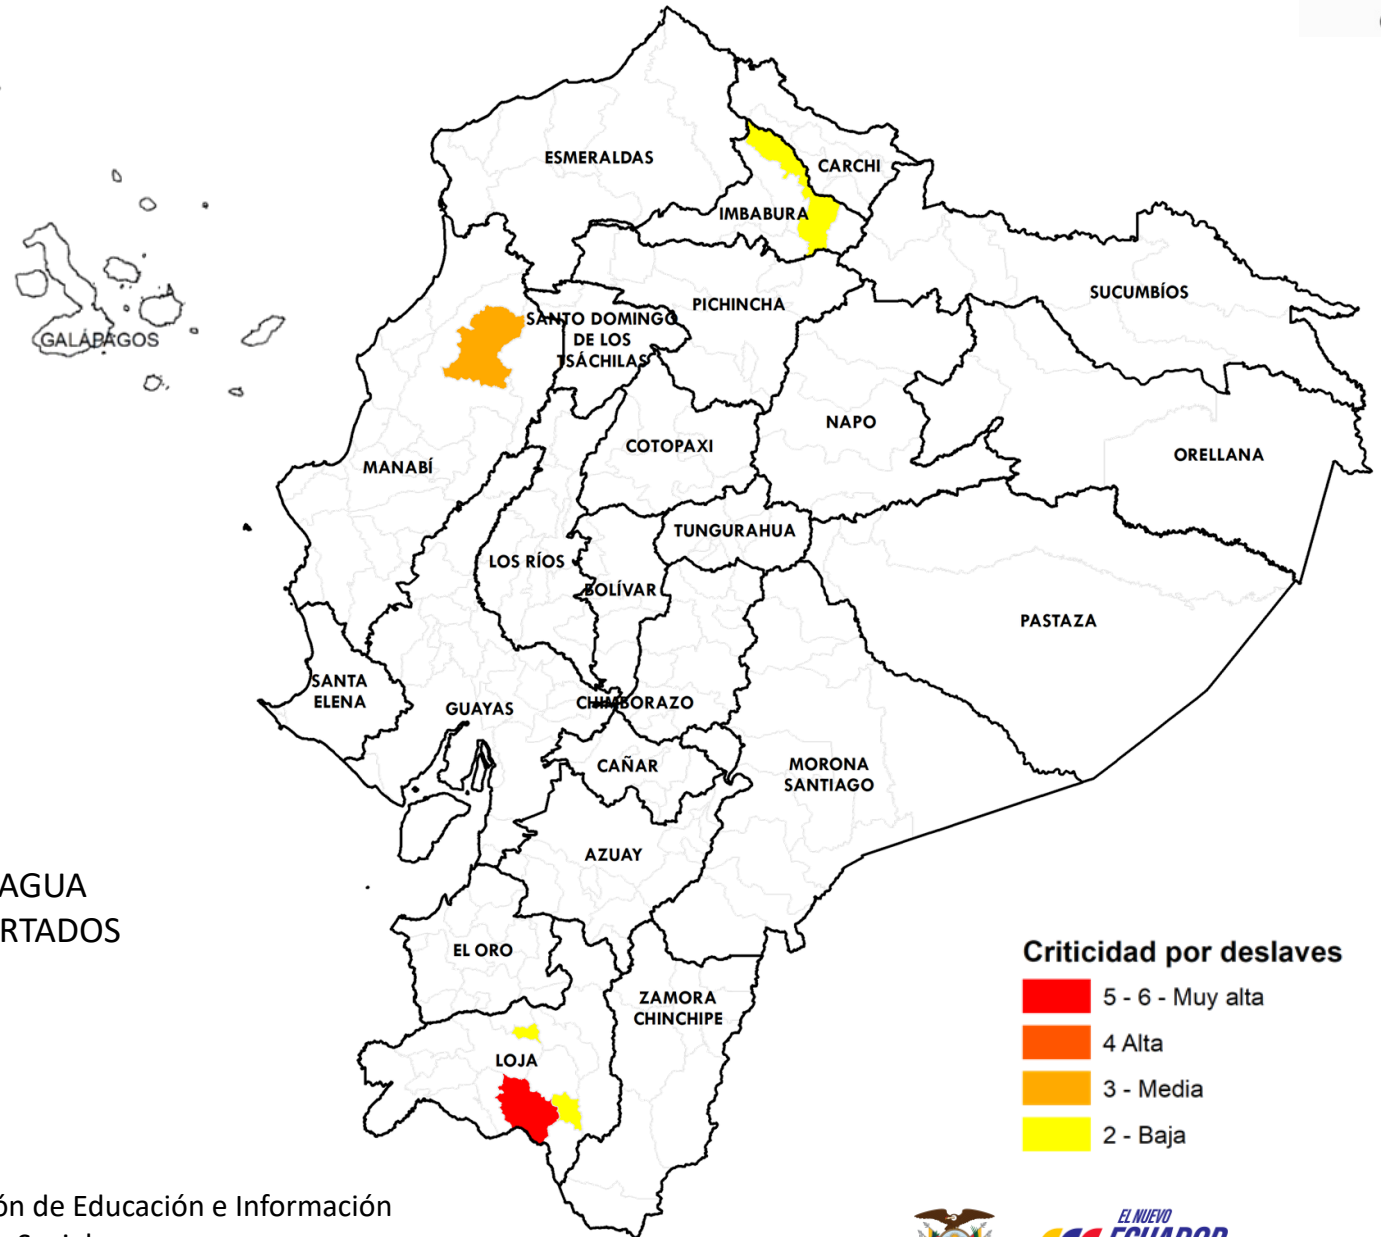 ESMERALDAS
CARCHI
IMBABURA
SUCUMBÍOS
PICHINCHA
SANTO DOMINGO
DE LOS
TSÁCHILAS
GALÁPAGOS
NAPO
COTOPAXI
ORELLANA
MANABÍ
TUNGURAHUA
LOS RÍOS
BOLÍVAR
PASTAZA
SANTA
ELENA
GUAYAS
CHIMBORAZO
CAÑAR
MORONA
SANTIAGO
AZUAY
AGUA
RTADOS
EL ORO
ZAMORA
CHINCHIPE
LOJA
Criticidad por deslaves
5 - 6 - Muy alta
4 Alta
3 - Media
2 - Baja
ón de Educación e Información
EL NUEVO
ECUADOR